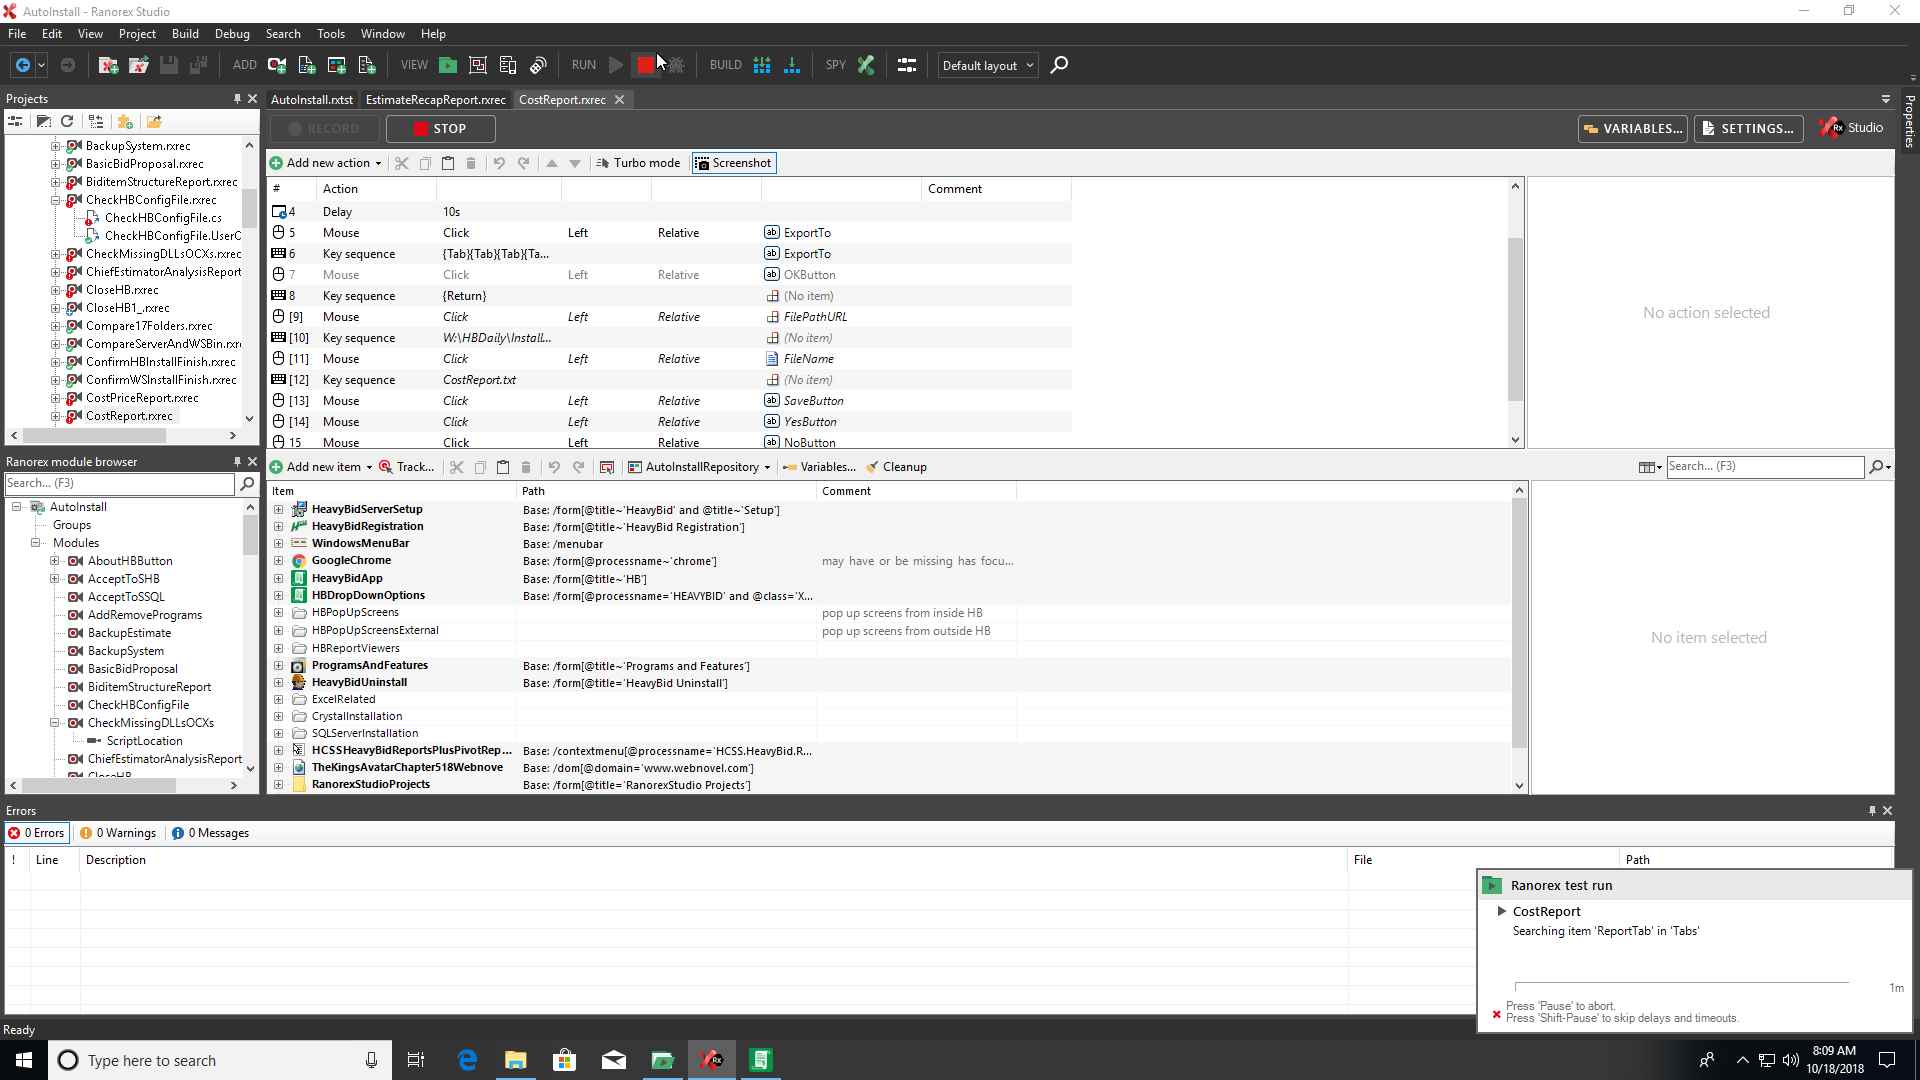 AutoInstall - Ranorex Studio
File Edit View Project Build Debug Search Tools Window Help
ADD VIEW RUN BUILD SPY Default layout
Projects
AutoInstall.rxtst EstimateRecapReport.rxrec CostReport.rxrec
Properties
RECORD STOP VARIABLES... SETTINGS... Rx Studio
BackupSystem.rxrec
BasicBidProposal.rxrec
BiditemStructureReport.rxrec
CheckHBConfigFile.rxrec
CheckHBConfigFile.cs
CheckHBConfigFile.UserC
CheckMissingDLLsOCXs.rxrec
ChiefEstimatorAnalysisReport
CloseHB.rxrec
CloseHB1_.rxrec
Compare17Folders.rxrec
CompareServerAndWSBin.rxr
ConfirmHBInstallFinish.rxrec
ConfirmWSInstallFinish.rxrec
CostPriceReport.rxrec
CostReport.rxrec
Add new action Turbo mode Screenshot
# Action Comment
4 Delay 10s
5 Mouse Click Left Relative ExportTo
6 Key sequence {Tab}{Tab}{Tab}{Ta... ExportTo
7 Mouse Click Left Relative OKButton
8 Key sequence {Return} (No item)
[9] Mouse Click Left Relative FilePathURL
[10] Key sequence W:\HBDaily\Install... (No item)
[11] Mouse Click Left Relative FileName
[12] Key sequence CostReport.txt (No item)
[13] Mouse Click Left Relative SaveButton
[14] Mouse Click Left Relative YesButton
15 Mouse Click Left Relative NoButton
No action selected
Ranorex module browser
Search... (F3)
AutoInstall
Groups
Modules
AboutHBButton
AcceptToSHB
AcceptToSSQL
AddRemovePrograms
BackupEstimate
BackupSystem
BasicBidProposal
BiditemStructureReport
CheckHBConfigFile
CheckMissingDLLsOCXs
ScriptLocation
ChiefEstimatorAnalysisReport
CloseHB
Add new item Track... AutoInstallRepository Variables... Cleanup Search... (F3)
Item Path Comment
HeavyBidServerSetup Base: /form[@title~'HeavyBid' and @title~'Setup']
HeavyBidRegistration Base: /form[@title~'HeavyBid Registration']
WindowsMenuBar Base: /menubar
GoogleChrome Base: /form[@processname~'chrome'] may have or be missing has focu...
HeavyBidApp Base: /form[@title~'HB']
HBDropDownOptions Base: /form[@processname='HEAVYBID' and @class='X...
HBPopUpScreens pop up screens from inside HB
HBPopUpScreensExternal pop up screens from outside HB
HBReportViewers
ProgramsAndFeatures Base: /form[@title~'Programs and Features']
HeavyBidUninstall Base: /form[@title='HeavyBid Uninstall']
ExcelRelated
CrystalInstallation
SQLServerInstallation
HCSSHeavyBidReportsPlusPivotRep... Base: /contextmenu[@processname='HCSS.HeavyBid.R...
TheKingsAvatarChapter518Webnove Base: /dom[@domain='www.webnovel.com']
RanorexStudioProjects Base: /form[@title='RanorexStudio Projects']
No item selected
Errors
0 Errors 0 Warnings 0 Messages
! Line Description File Path
Ranorex test run
CostReport
Searching item 'ReportTab' in 'Tabs'
1m
Press 'Pause' to abort.
Press 'Shift-Pause' to skip delays and timeouts.
Ready
Type here to search
8:09 AM
10/18/2018